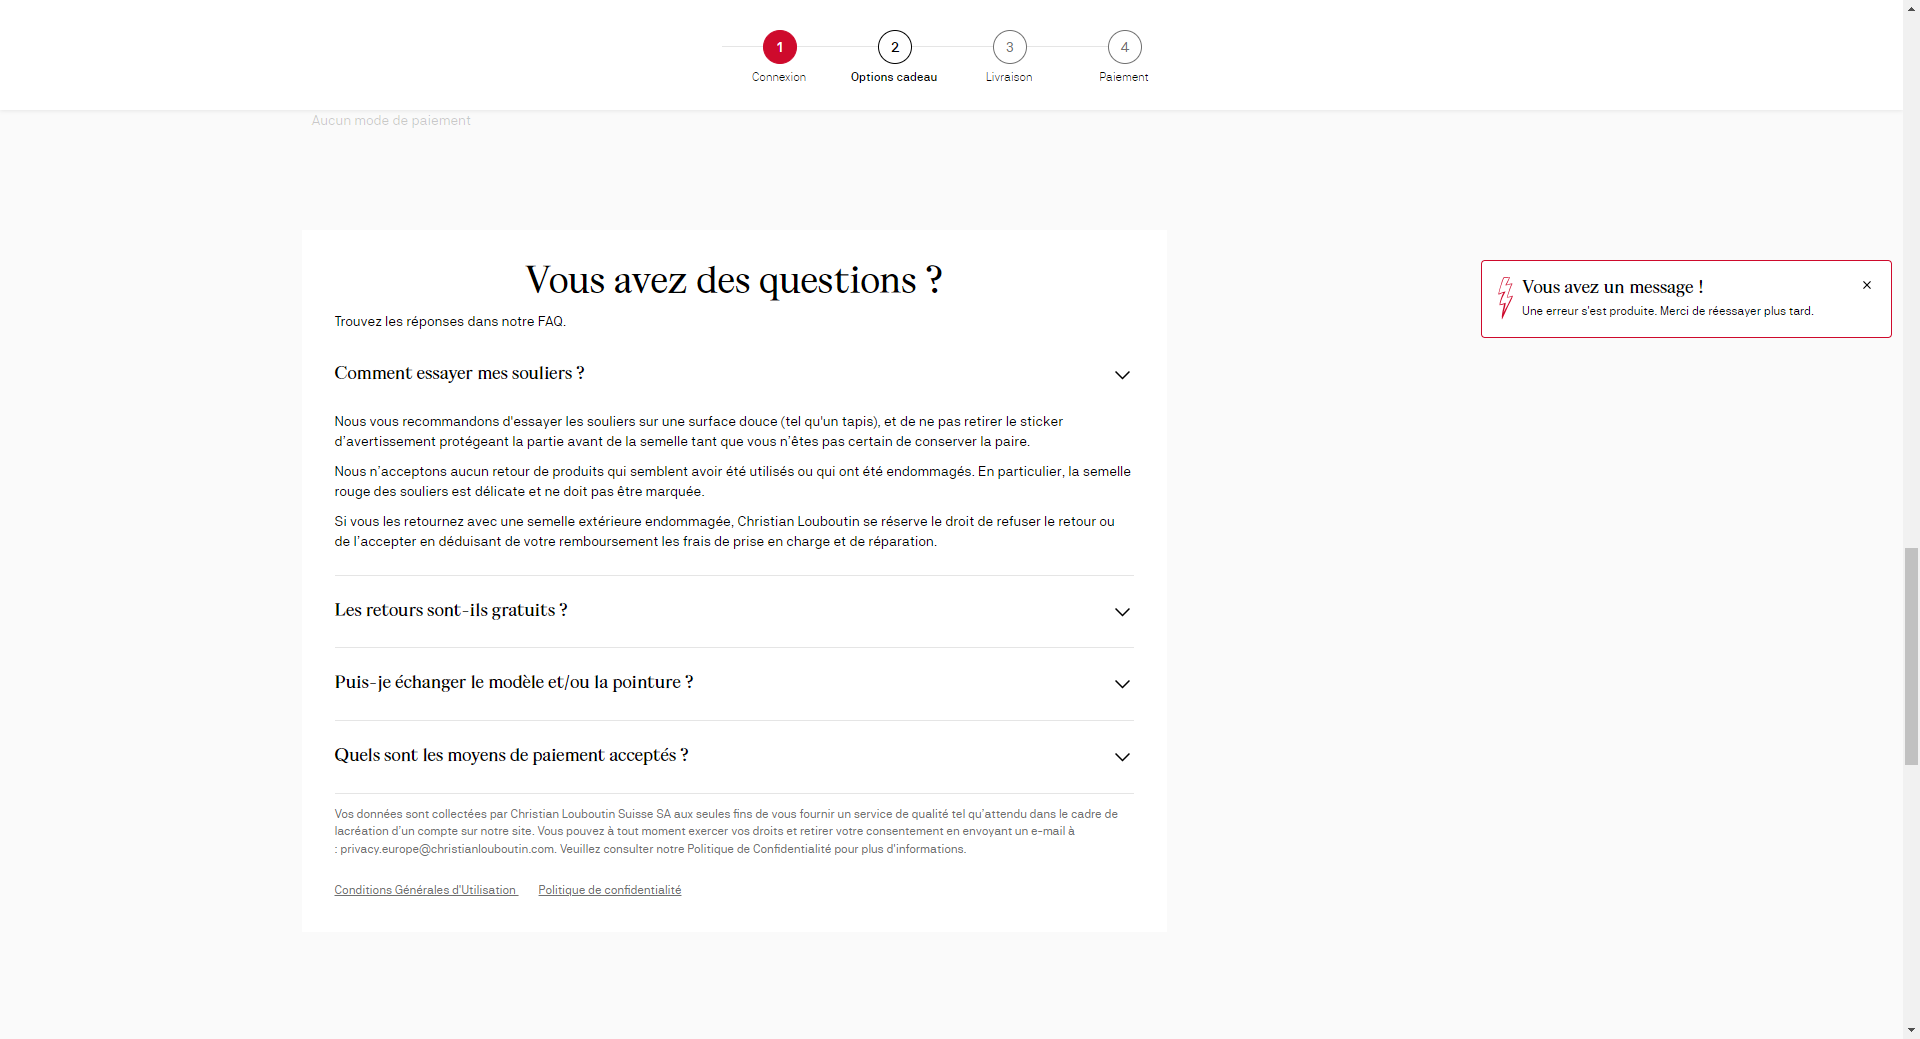 1
2
3
4
Connexion
Options cadeau
Livraison
Paiement
Aucun mode de paiement
Vous avez des questions ?
Trouvez les réponses dans notre FAQ.
Vous avez un message !
Une erreur s'est produite. Merci de réessayer plus tard.
Comment essayer mes souliers ?
Nous vous recommandons d'essayer les souliers sur une surface douce (tel qu'un tapis), et de ne pas retirer le sticker
d’avertissement protégeant la partie avant de la semelle tant que vous n’êtes pas certain de conserver la paire.
Nous n’acceptons aucun retour de produits qui semblent avoir été utilisés ou qui ont été endommagés. En particulier, la semelle
rouge des souliers est délicate et ne doit pas être marquée.
Si vous les retournez avec une semelle extérieure endommagée, Christian Louboutin se réserve le droit de refuser le retour ou
de l’accepter en déduisant de votre remboursement les frais de prise en charge et de réparation.
Les retours sont-ils gratuits ?
Puis-je échanger le modèle et/ou la pointure ?
Quels sont les moyens de paiement acceptés ?
Vos données sont collectées par Christian Louboutin Suisse SA aux seules fins de vous fournir un service de qualité tel qu’attendu dans le cadre de
lacréation d’un compte sur notre site. Vous pouvez à tout moment exercer vos droits et retirer votre consentement en envoyant un e-mail à
: privacy.europe@christianlouboutin.com. Veuillez consulter notre Politique de Confidentialité pour plus d’informations.
Conditions Générales d'Utilisation
Politique de confidentialité